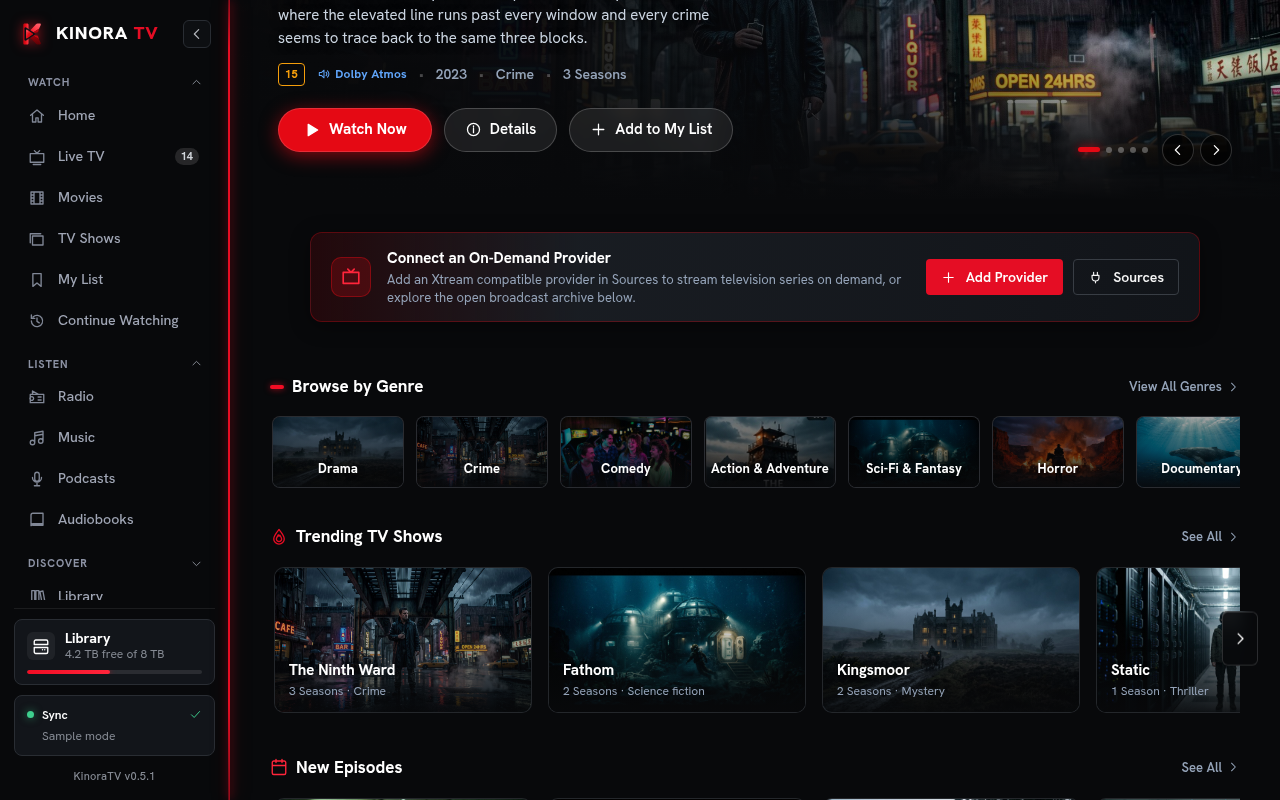 KINORA TV
WATCH
Home
Live TV
14
Movies
TV Shows
My List
Continue Watching
LISTEN
Radio
Music
Podcasts
Audiobooks
DISCOVER
Library
Library
4.2 TB free of 8 TB
Sync
Sample mode
KinoraTV v0.5.1
where the elevated line runs past every window and every crime
seems to trace back to the same three blocks.
15
Dolby Atmos
2023
Crime
3 Seasons
Watch Now
Details
Add to My List
LIQUOR
OPEN 24HRS
Connect an On-Demand Provider
Add an Xtream compatible provider in Sources to stream television series on demand, or
explore the open broadcast archive below.
Add Provider
Sources
Browse by Genre
View All Genres
Drama
Crime
Comedy
Action & Adventure
Sci-Fi & Fantasy
Horror
Documentary
Trending TV Shows
See All
CAFE
BAR
OPEN 24HRS
The Ninth Ward
3 Seasons · Crime
Fathom
2 Seasons · Science fiction
Kingsmoor
2 Seasons · Mystery
Static
1 Season · Thriller
New Episodes
See All